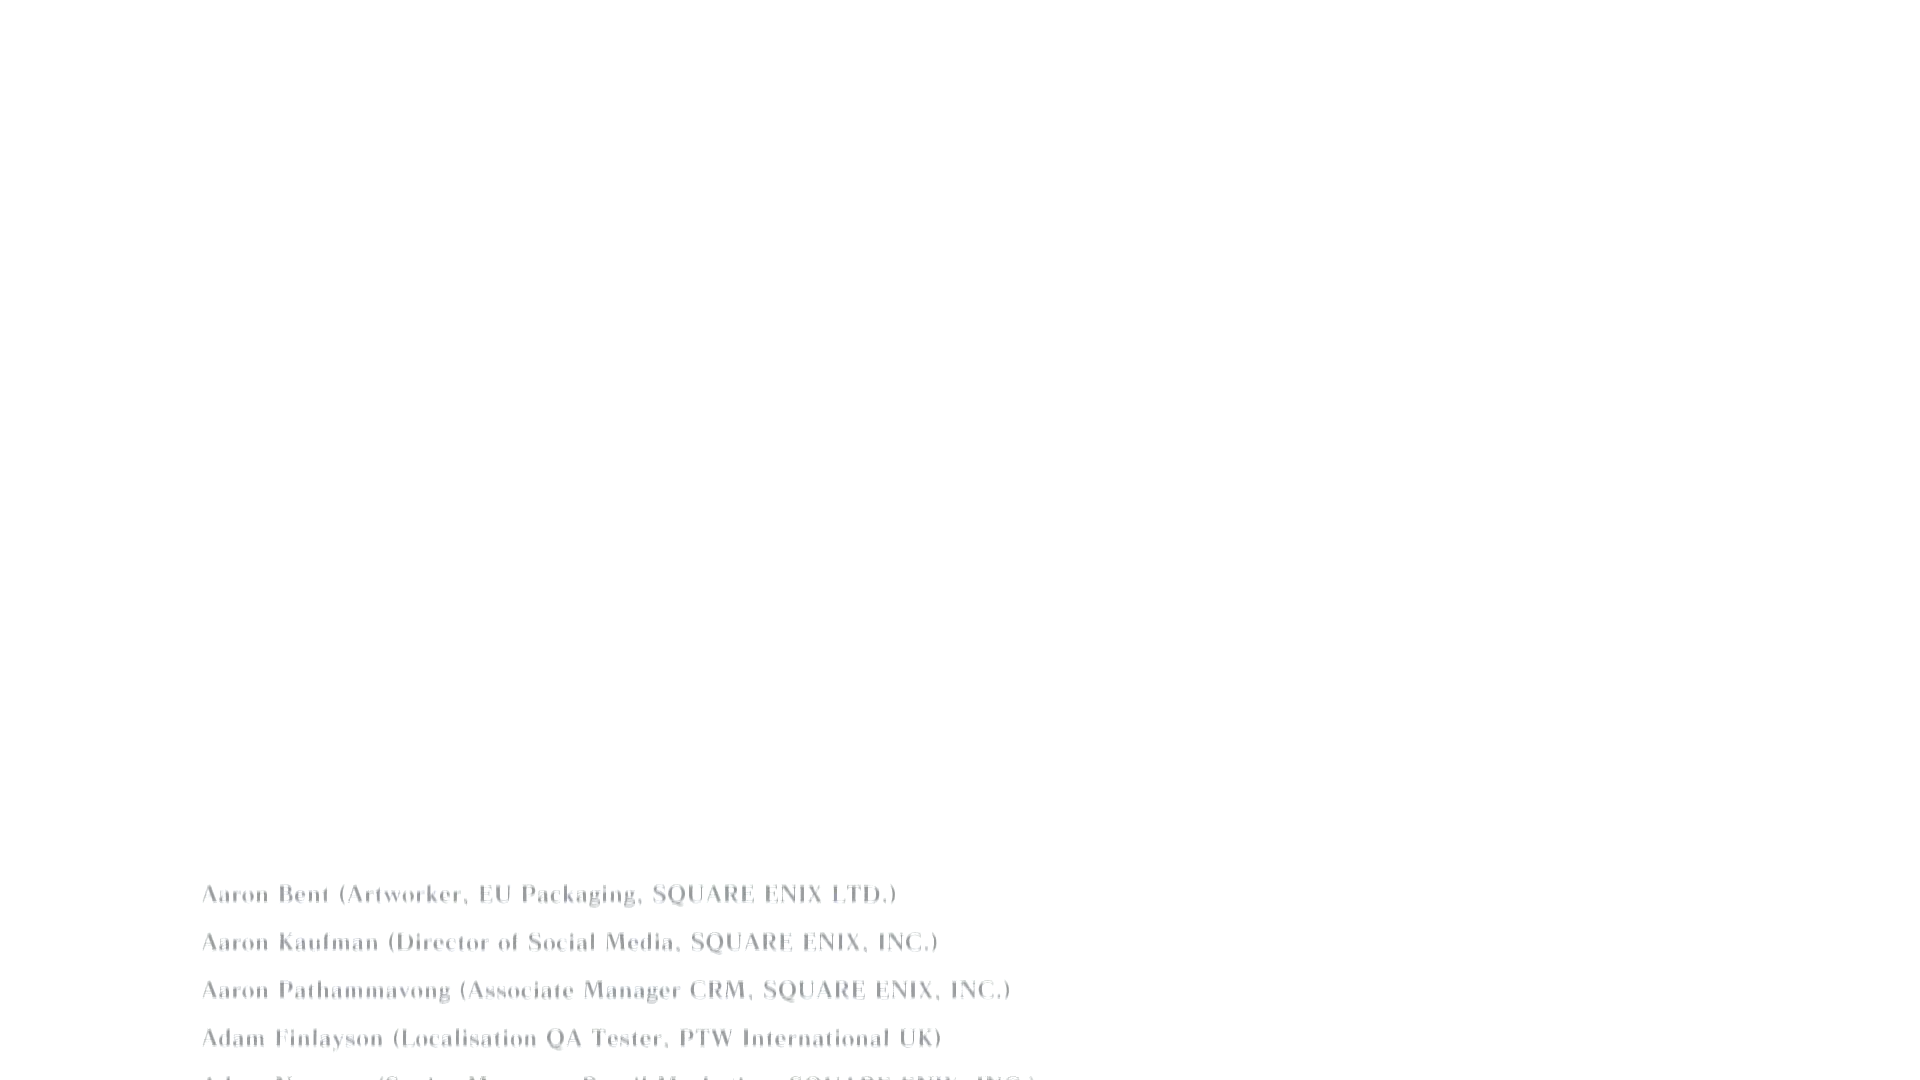 Aaron Bent (Artworker, EU Packaging, SQUARE ENIX LTD.)
Aaron Kaufman (Director of Social Media, SQUARE ENIX, INC.)
Aaron Pathammavong (Associate Manager CRM, SQUARE ENIX, INC.)
Adam Finlayson (Localisation QA Tester, PTW International UK)